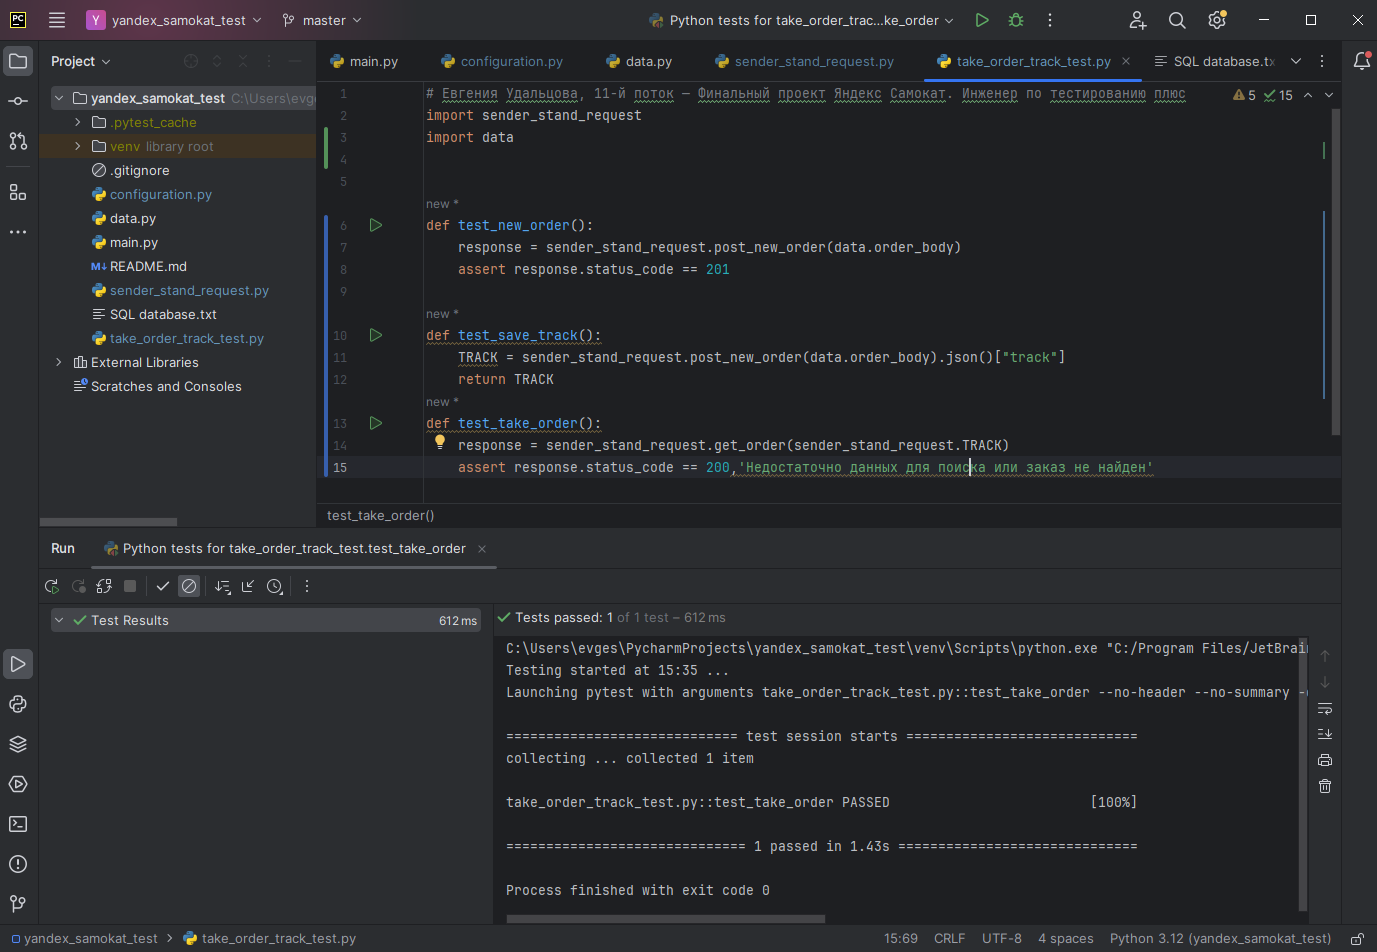 PC
Y yandex_samokat_test
master
Python tests for take_order_trac...ke_order
Project
main.py
configuration.py
data.py
sender_stand_request.py
take_order_track_test.py
SQL database.tx
yandex_samokat_test C:\Users\evge
.pytest_cache
venv library root
.gitignore
configuration.py
data.py
main.py
M↓ README.md
sender_stand_request.py
SQL database.txt
take_order_track_test.py
External Libraries
Scratches and Consoles
5 15
1 # Евгения Удальцова, 11-й поток — Финальный проект Яндекс Самокат. Инженер по тестированию плюс
2 import sender_stand_request
3 import data
4
5
new *
6 def test_new_order():
7 response = sender_stand_request.post_new_order(data.order_body)
8 assert response.status_code == 201
9
new *
10 def test_save_track():
11 TRACK = sender_stand_request.post_new_order(data.order_body).json()["track"]
12 return TRACK
new *
13 def test_take_order():
14 response = sender_stand_request.get_order(sender_stand_request.TRACK)
15 assert response.status_code == 200,'Недостаточно данных для поиска или заказ не найден'
test_take_order()
Run
Python tests for take_order_track_test.test_take_order
Test Results 612 ms
Tests passed: 1 of 1 test – 612 ms
C:\Users\evges\PycharmProjects\yandex_samokat_test\venv\Scripts\python.exe "C:/Program Files/JetBrai
Testing started at 15:35 ...
Launching pytest with arguments take_order_track_test.py::test_take_order --no-header --no-summary -
============================= test session starts =============================
collecting ... collected 1 item
take_order_track_test.py::test_take_order PASSED [100%]
============================== 1 passed in 1.43s ==============================
Process finished with exit code 0
yandex_samokat_test > take_order_track_test.py
15:69 CRLF UTF-8 4 spaces Python 3.12 (yandex_samokat_test)